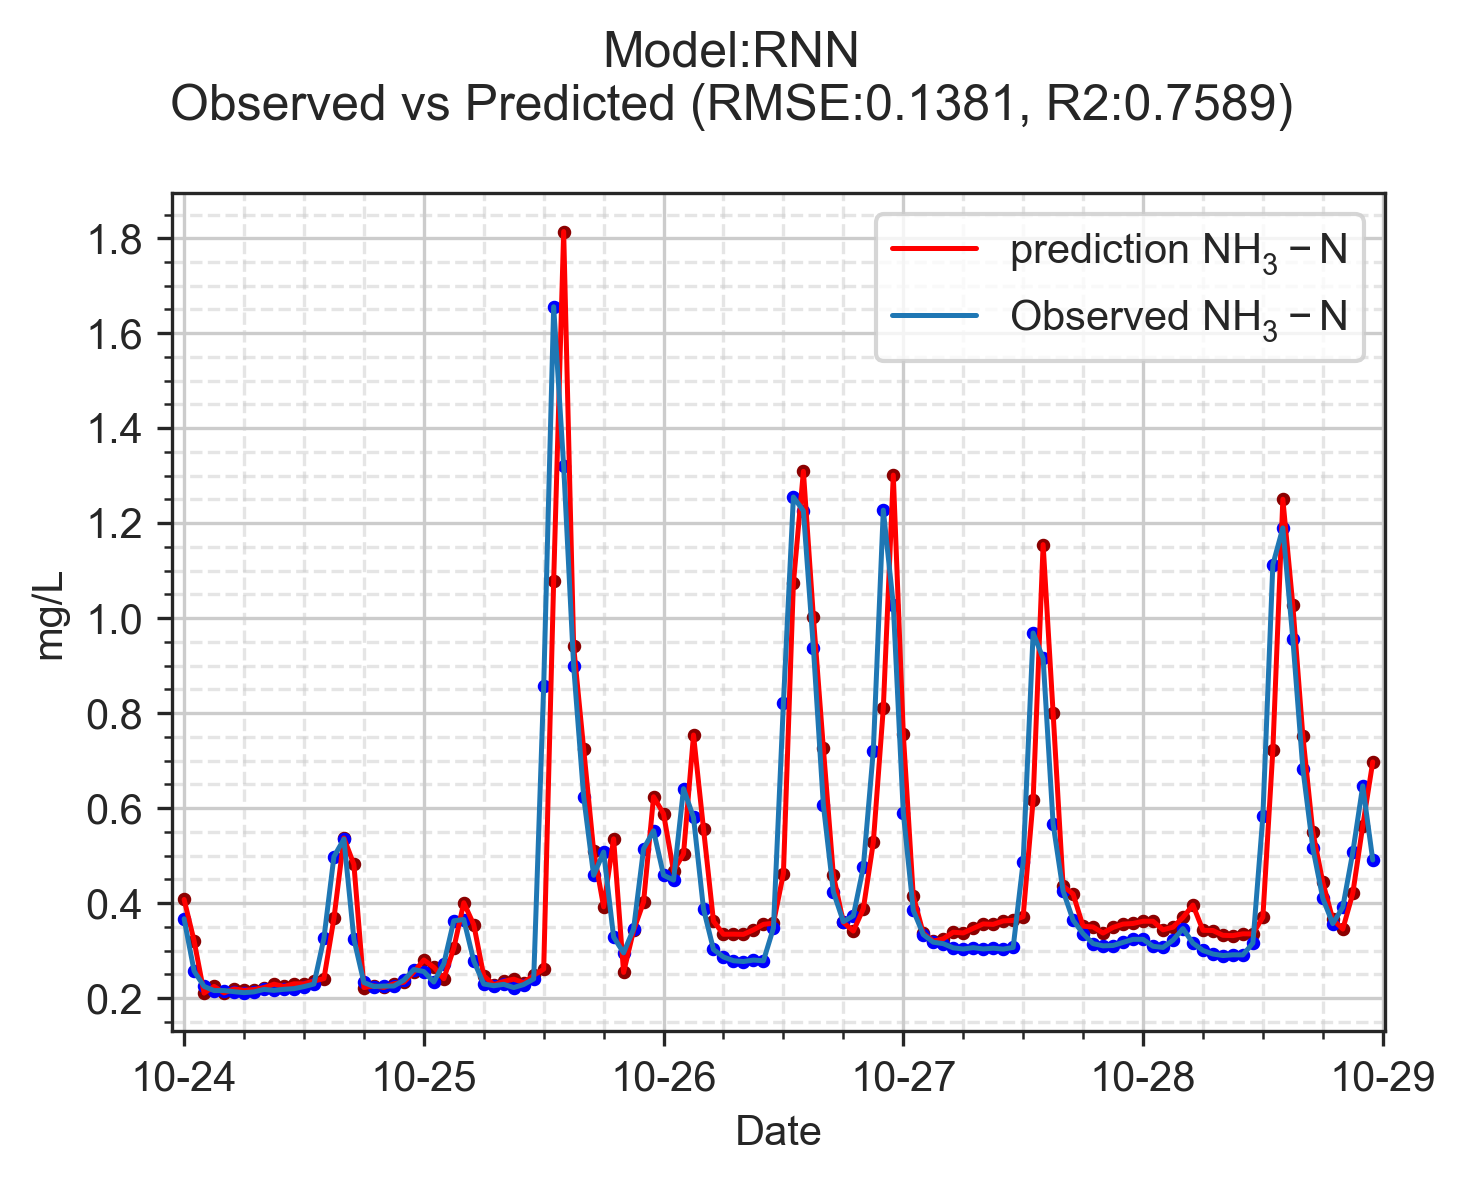 Model:RNN
Observed vs Predicted (RMSE:0.1381, R2:0.7589)
prediction NH₃ − N
Observed NH₃ − N
1.8
1.6
1.4
1.2
1.0
0.8
0.6
0.4
0.2
mg/L
10-24 10-25 10-26 10-27 10-28 10-29
Date